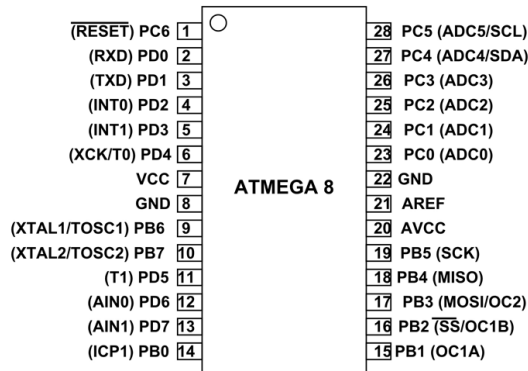 (RESET) PC6 1
(RXD) PD0 2
(TXD) PD1 3
(INT0) PD2 4
(INT1) PD3 5
(XCK/T0) PD4 6
VCC 7
GND 8
(XTAL1/TOSC1) PB6 9
(XTAL2/TOSC2) PB7 10
(T1) PD5 11
(AIN0) PD6 12
(AIN1) PD7 13
(ICP1) PB0 14
ATMEGA 8
28 PC5 (ADC5/SCL)
27 PC4 (ADC4/SDA)
26 PC3 (ADC3)
25 PC2 (ADC2)
24 PC1 (ADC1)
23 PC0 (ADC0)
22 GND
21 AREF
20 AVCC
19 PB5 (SCK)
18 PB4 (MISO)
17 PB3 (MOSI/OC2)
16 PB2 (SS/OC1B)
15 PB1 (OC1A)